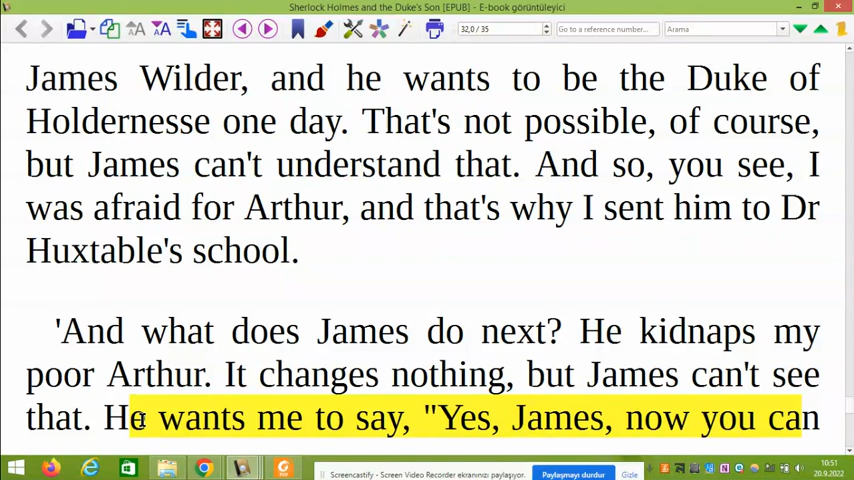 Sherlock Holmes and the Duke's Son [EPUB] - E-book görüntüleyici
32,0 / 35
Go to a reference number...
Arama
James Wilder, and he wants to be the Duke of
Holdernesse one day. That's not possible, of course,
but James can't understand that. And so, you see, I
was afraid for Arthur, and that's why I sent him to Dr
Huxtable's school.
'And what does James do next? He kidnaps my
poor Arthur. It changes nothing, but James can't see
that. He wants me to say, "Yes, James, now you can
Screencastify - Screen Video Recorder ekranınızı paylaşıyor.
Paylaşmayı durdur
Gizle
10:51
20.9.2022